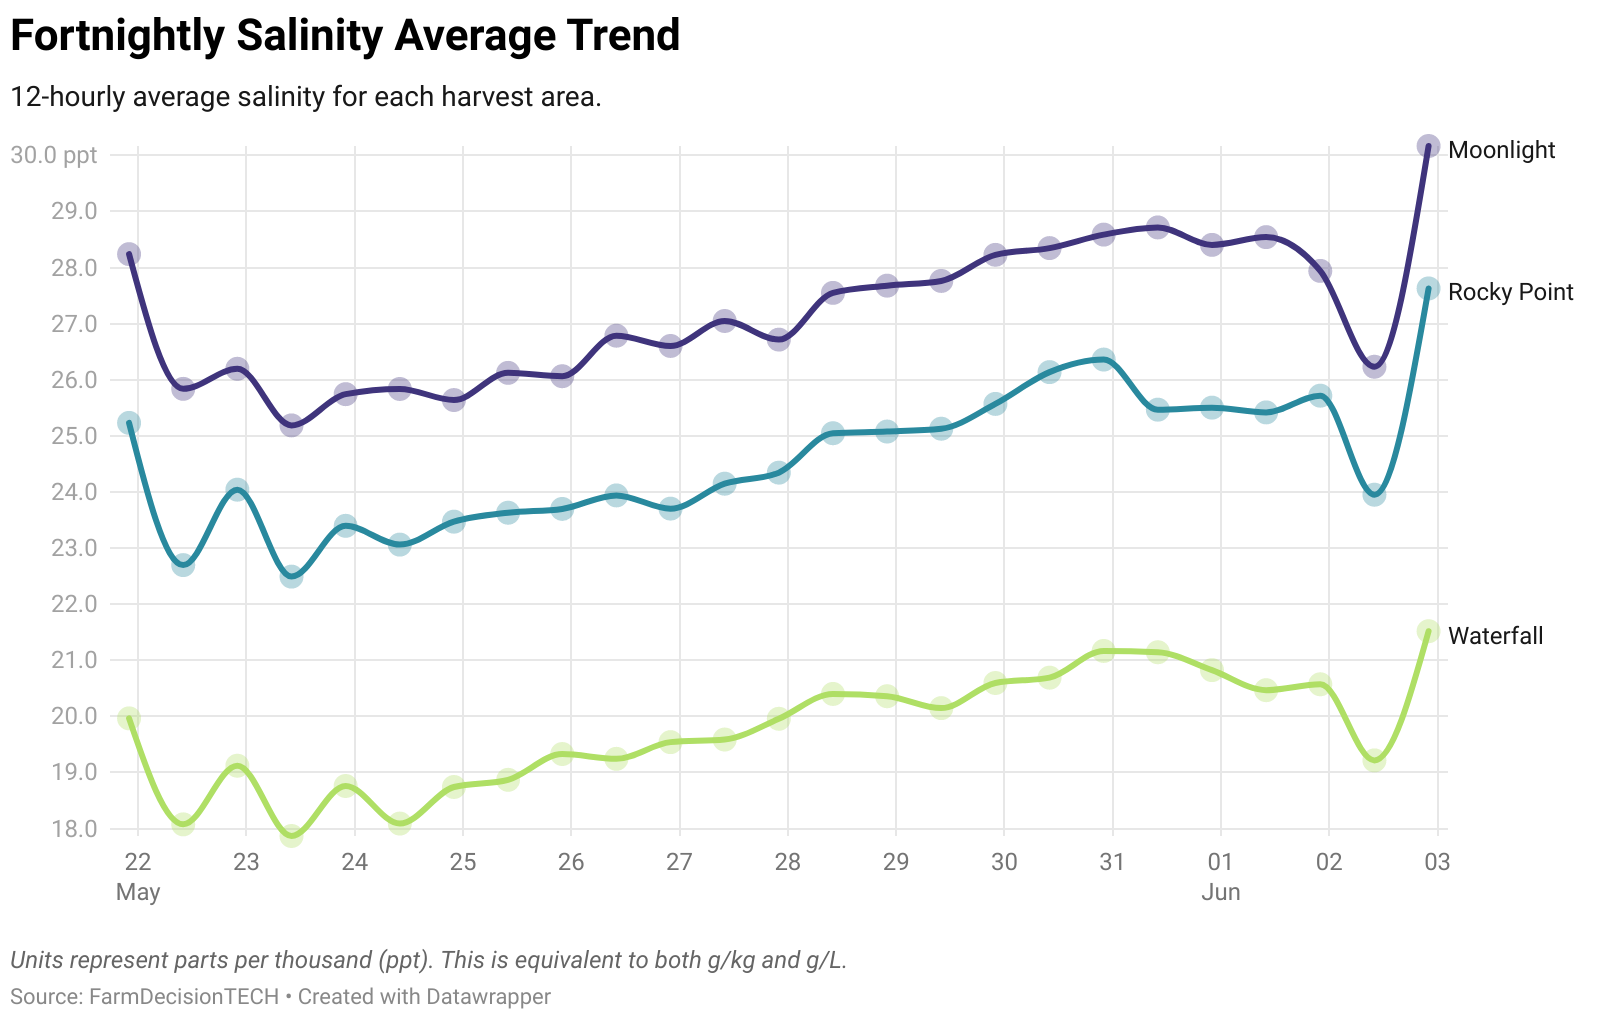 Fortnightly Salinity Average Trend
12-hourly average salinity for each harvest area.
30.0 ppt
29.0
28.0
27.0
26.0
25.0
24.0
23.0
22.0
21.0
20.0
19.0
18.0
Moonlight
Rocky Point
Waterfall
22 23 24 25 26 27 28 29 30 31 01 02 03
May Jun
Units represent parts per thousand (ppt). This is equivalent to both g/kg and g/L.
Source: FarmDecisionTECH • Created with Datawrapper